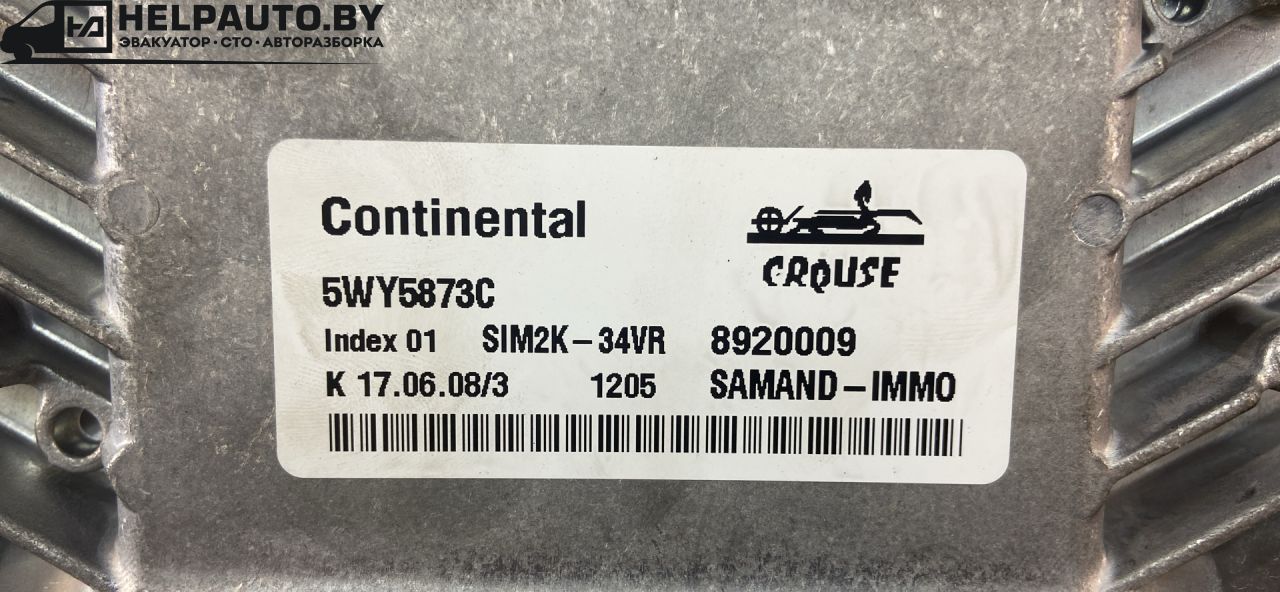 HELPAUTO.BY
ЭВАКУАТОР·СТО·АВТОРАЗБОРКА
Continental
CROUSE
5WY5873C
Index 01 SIM2K-34VR 8920009
K 17.06.08/3 1205 SAMAND-IMMO